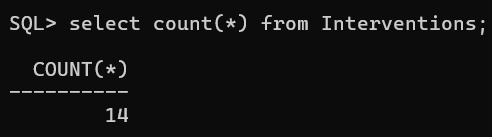 SQL> select count(*) from Interventions;
COUNT(*)
----------
14